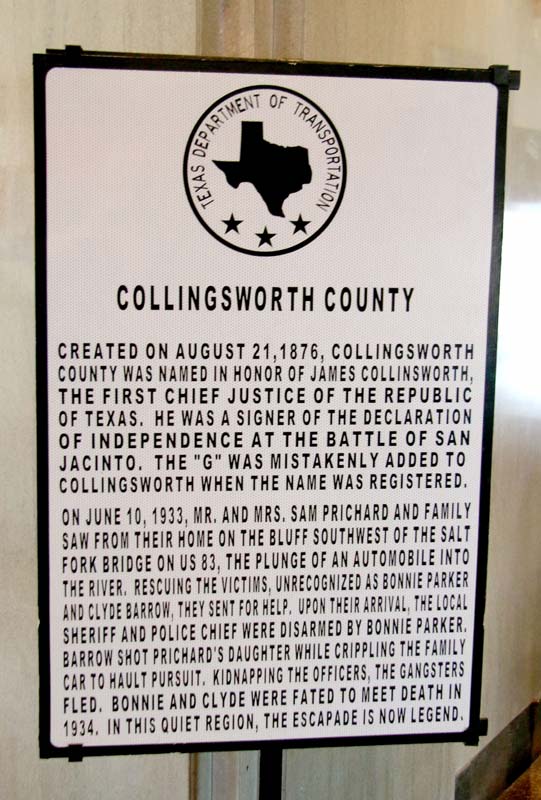 TEXAS DEPARTMENT OF TRANSPORTATION
COLLINGSWORTH COUNTY
CREATED ON AUGUST 21,1876, COLLINGSWORTH
COUNTY WAS NAMED IN HONOR OF JAMES COLLINSWORTH,
THE FIRST CHIEF JUSTICE OF THE REPUBLIC
OF TEXAS. HE WAS A SIGNER OF THE DECLARATION
OF INDEPENDENCE AT THE BATTLE OF SAN
JACINTO. THE "G" WAS MISTAKENLY ADDED TO
COLLINGSWORTH WHEN THE NAME WAS REGISTERED.
ON JUNE 10, 1933, MR. AND MRS. SAM PRICHARD AND FAMILY
SAW FROM THEIR HOME ON THE BLUFF SOUTHWEST OF THE SALT
FORK BRIDGE ON US 83, THE PLUNGE OF AN AUTOMOBILE INTO
THE RIVER. RESCUING THE VICTIMS, UNRECOGNIZED AS BONNIE PARKER
AND CLYDE BARROW, THEY SENT FOR HELP. UPON THEIR ARRIVAL, THE LOCAL
SHERIFF AND POLICE CHIEF WERE DISARMED BY BONNIE PARKER.
BARROW SHOT PRICHARD'S DAUGHTER WHILE CRIPPLING THE FAMILY
CAR TO HAULT PURSUIT. KIDNAPPING THE OFFICERS, THE GANGSTERS
FLED. BONNIE AND CLYDE WERE FATED TO MEET DEATH IN
1934. IN THIS QUIET REGION, THE ESCAPADE IS NOW LEGEND.